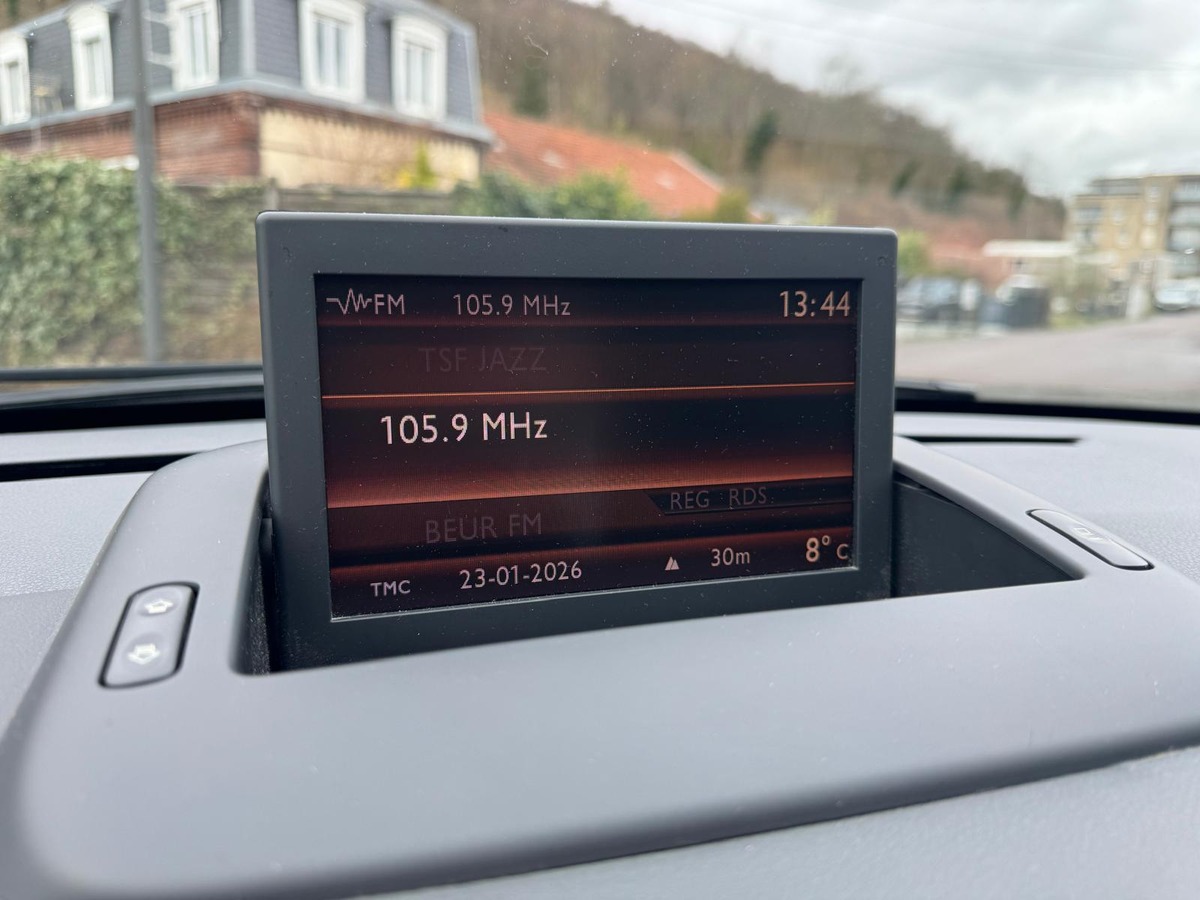 FM 105.9 MHz 13:44
TSF JAZZ
105.9 MHz
REG RDS
BEUR FM
TMC 23-01-2026 30m 8° C